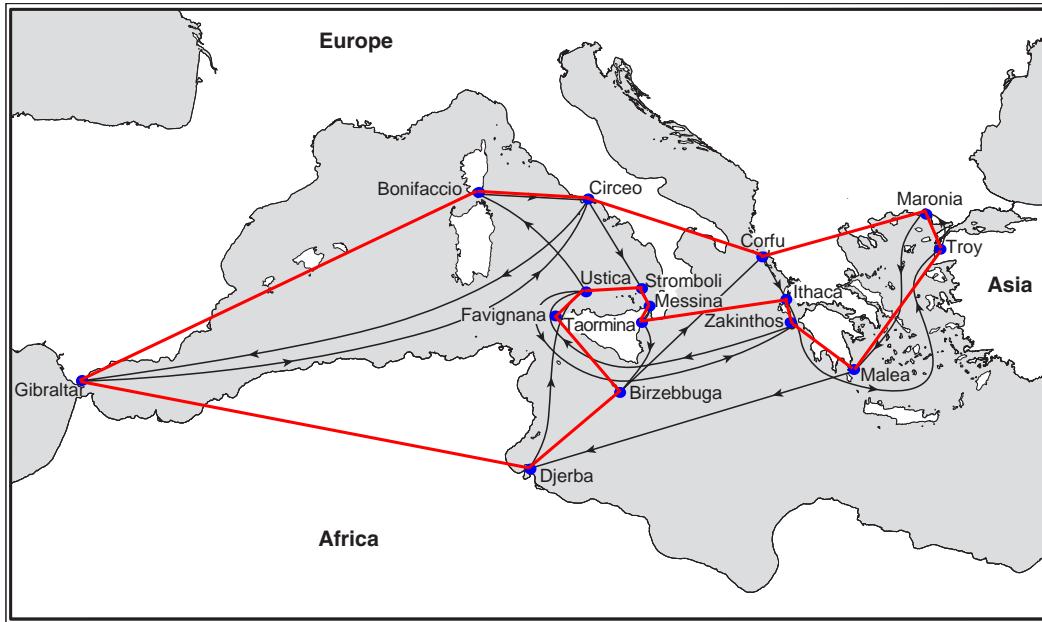 Europe
Bonifaccio
Circeo
Maronia
Corfu
Troy
Ustica
Stromboli
Ithaca
Asia
Messina
Favignana
Taormina
Zakinthos
Gibraltar
Malea
Birzebbuga
Djerba
Africa